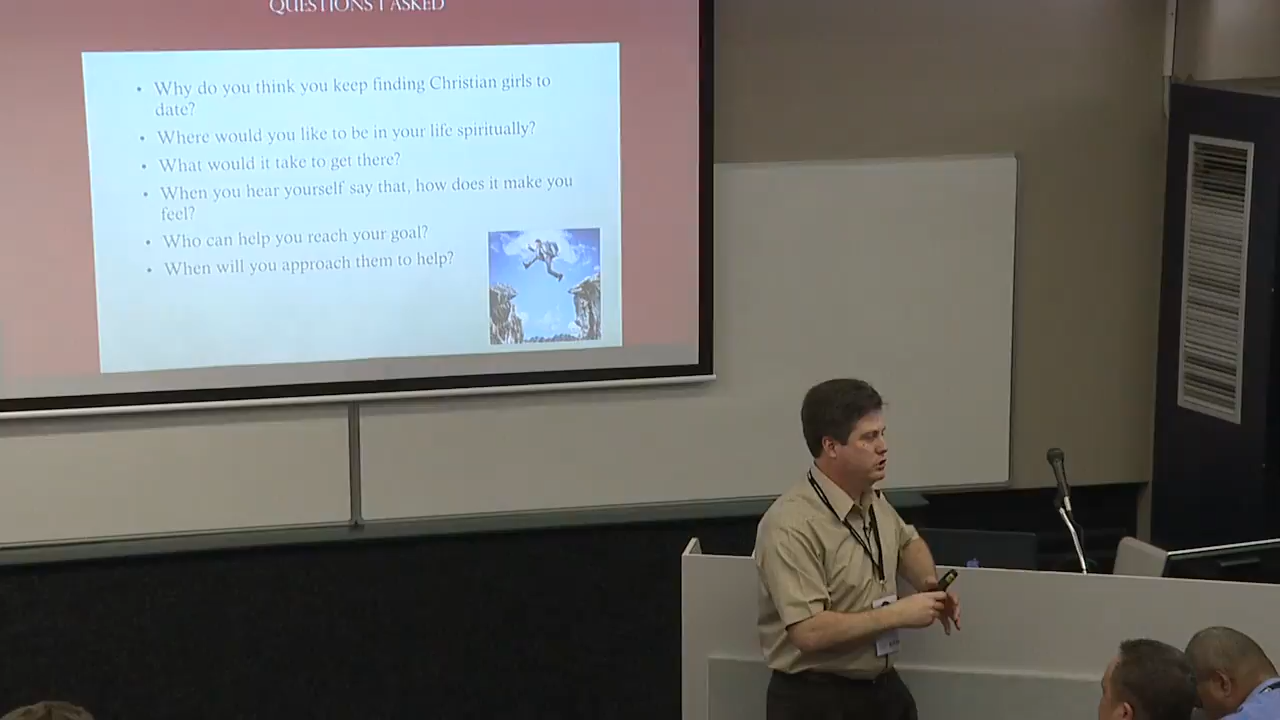 QUESTIONS I ASKED
• Why do you think you keep finding Christian girls to
date?
• Where would you like to be in your life spiritually?
• What would it take to get there?
• When you hear yourself say that, how does it make you
feel?
• Who can help you reach your goal?
• When will you approach them to help?